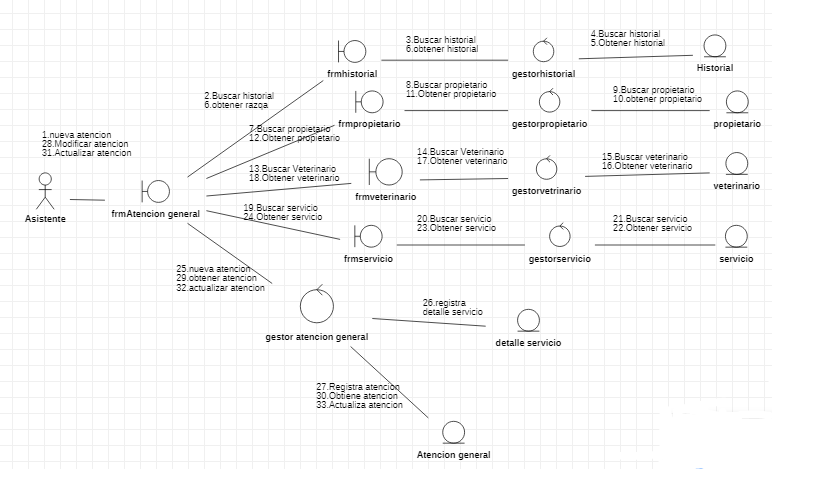 3.Buscar historial
6.obtener historial
4.Buscar historial
5.Obtener historial
frmhistorial
gestorhistorial
Historial
2.Buscar historial
6.obtener razga
8.Buscar propietario
11.Obtener propietario
9.Buscar propietario
10.obtener propietario
frmpropietario
gestorpropietario
propietario
1.nueva atencion
28.Modificar atencion
31.Actualizar atencion
7.Buscar propietario
12.Obtener propietario
13.Buscar Veterinario
18.Obtener veterinario
14.Buscar Veterinario
17.Obtener veterinario
15.Buscar veterinario
16.Obtener veterinario
frmveterinario
gestorvetrinario
veterinario
Asistente
frmAtencion general
19.Buscar servicio
24.Obtener servicio
20.Buscar servicio
23.Obtener servicio
21.Buscar servicio
22.Obtener servicio
frmservicio
gestorservicio
servicio
25.nueva atencion
29.obtener atencion
32.actualizar atencion
26.registra
detalle servicio
gestor atencion general
detalle servicio
27.Registra atencion
30.Obtiene atencion
33.Actualiza atencion
Atencion general